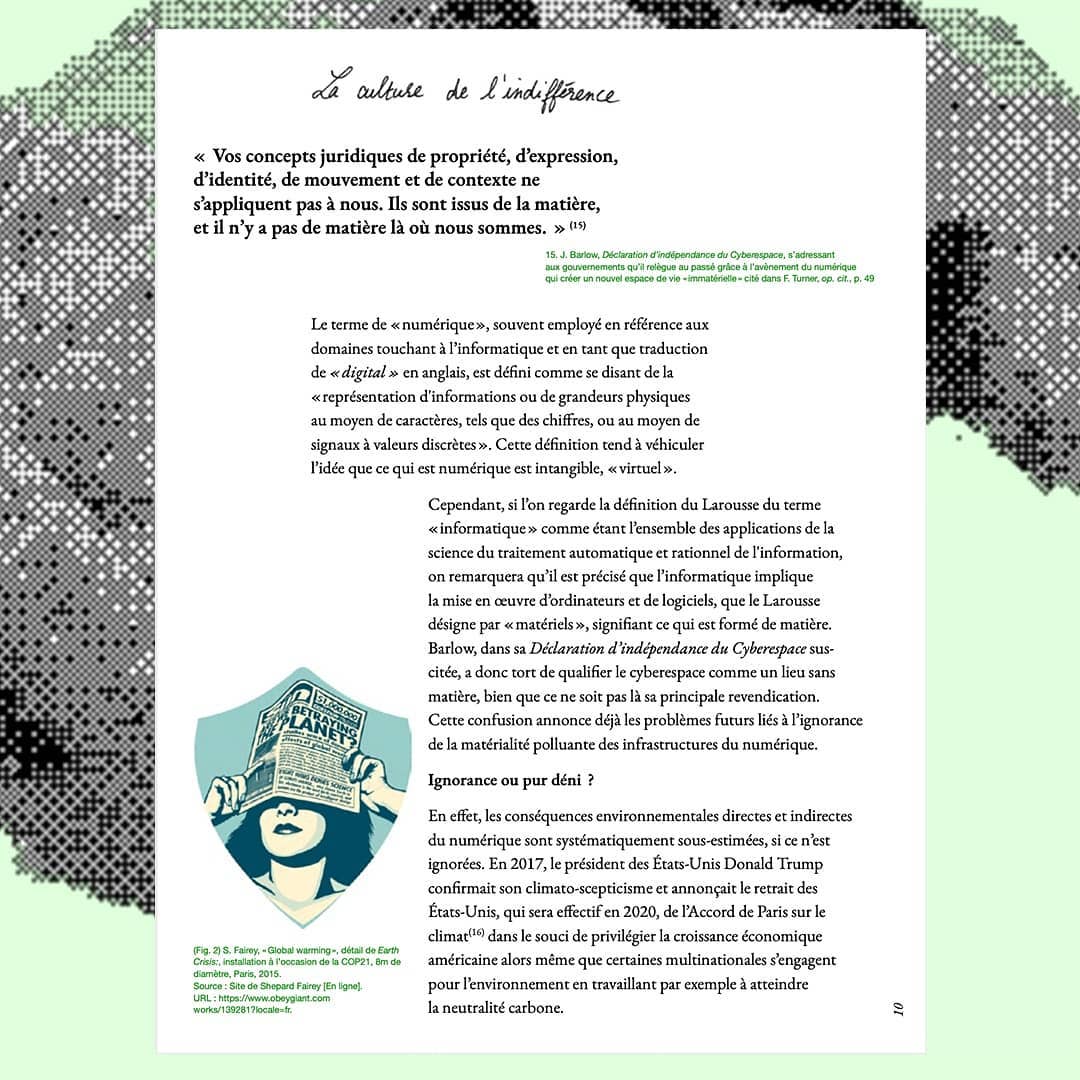 La culture de l'indifférence
« Vos concepts juridiques de propriété, d’expression,
d’identité, de mouvement et de contexte ne
s’appliquent pas à nous. Ils sont issus de la matière,
et il n’y a pas de matière là où nous sommes. » (15)
15. J. Barlow, Déclaration d’indépendance du Cyberespace, s’adressant
aux gouvernements qu’il relègue au passé grâce à l’avènement du numérique
qui créer un nouvel espace de vie «immatérielle» cité dans F. Turner, op. cit., p. 49
Le terme de «numérique», souvent employé en référence aux
domaines touchant à l’informatique et en tant que traduction
de «digital» en anglais, est défini comme se disant de la
«représentation d'informations ou de grandeurs physiques
au moyen de caractères, tels que des chiffres, ou au moyen de
signaux à valeurs discrètes». Cette définition tend à véhiculer
l’idée que ce qui est numérique est intangible, «virtuel».
Cependant, si l’on regarde la définition du Larousse du terme
«informatique» comme étant l’ensemble des applications de la
science du traitement automatique et rationnel de l'information,
on remarquera qu’il est précisé que l’informatique implique
la mise en œuvre d’ordinateurs et de logiciels, que le Larousse
désigne par «matériels», signifiant ce qui est formé de matière.
Barlow, dans sa Déclaration d’indépendance du Cyberespace sus-
citée, a donc tort de qualifier le cyberespace comme un lieu sans
matière, bien que ce ne soit pas là sa principale revendication.
Cette confusion annonce déjà les problèmes futurs liés à l’ignorance
de la matérialité polluante des infrastructures du numérique.
Ignorance ou pur déni ?
En effet, les conséquences environnementales directes et indirectes
du numérique sont systématiquement sous-estimées, si ce n’est
ignorées. En 2017, le président des États-Unis Donald Trump
confirmait son climato-scepticisme et annonçait le retrait des
États-Unis, qui sera effectif en 2020, de l’Accord de Paris sur le
climat(16) dans le souci de privilégier la croissance économique
américaine alors même que certaines multinationales s’engagent
pour l’environnement en travaillant par exemple à atteindre
la neutralité carbone.
$1,000,000
BETRAYING
THE PLANET?
(Fig. 2) S. Fairey, «Global warming», détail de Earth
Crisis:, installation à l’occasion de la COP21, 8m de
diamètre, Paris, 2015.
Source : Site de Shepard Fairey [En ligne].
URL : https://www.obeygiant.com
works/139281?locale=fr.
10